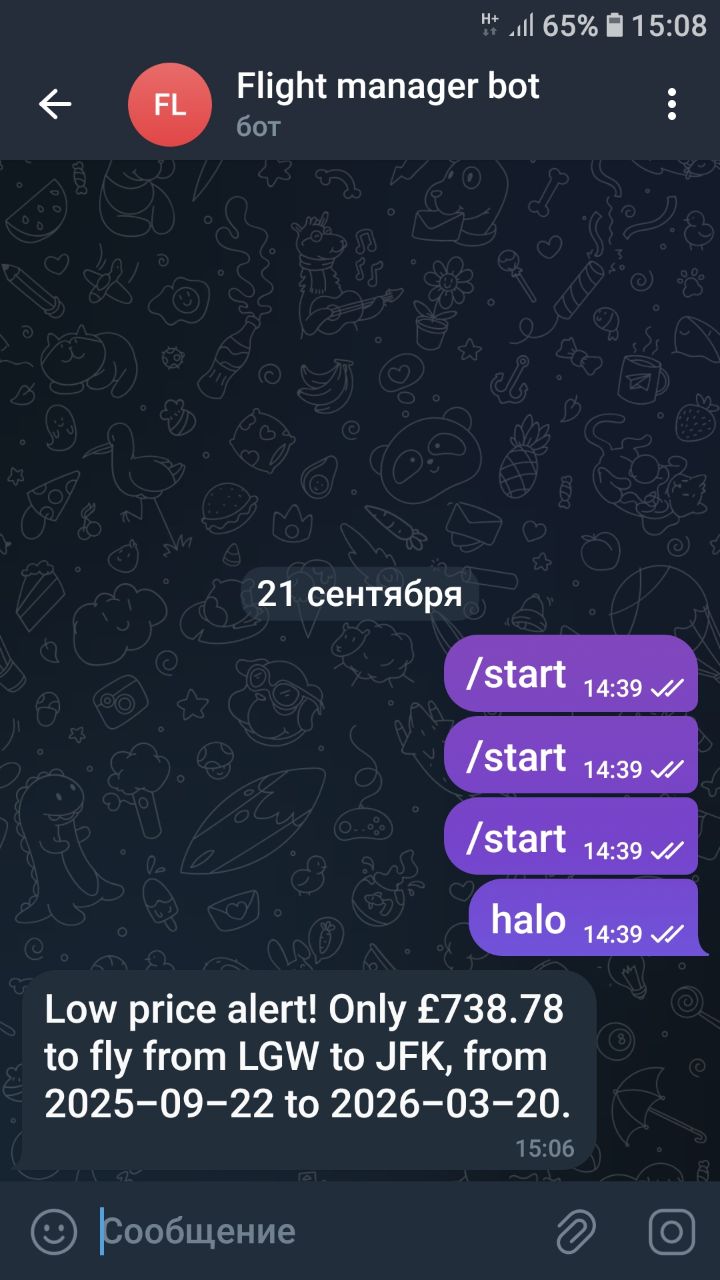 H+ 65% 15:08
FL
Flight manager bot
бот
21 сентября
/start 14:39
/start 14:39
/start 14:39
halo 14:39
Low price alert! Only £738.78
to fly from LGW to JFK, from
2025-09-22 to 2026-03-20.
15:06
Сообщение